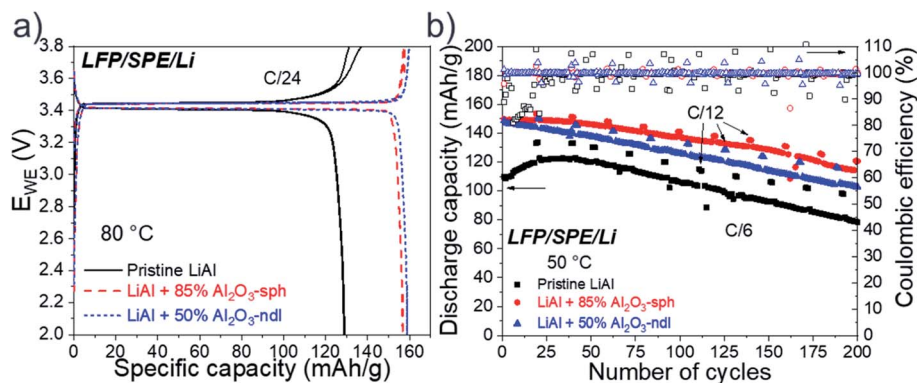 a)
LFP/SPE/Li
C/24
80 °C
Pristine LiAl
LiAl + 85% Al₂O₃-sph
LiAl + 50% Al₂O₃-ndl
3.8
3.6
3.4
3.2
3.0
2.8
2.6
2.4
2.2
2.0
E_WE (V)
0 20 40 60 80 100 120 140 160
Specific capacity (mAh/g)
b)
200
180
160
140
120
100
80
60
40
20
0
Discharge capacity (mAh/g)
C/12
C/6
LFP/SPE/Li
50 °C
Pristine LiAl
LiAl + 85% Al₂O₃-sph
LiAl + 50% Al₂O₃-ndl
110
100
90
80
70
60
50
40
30
20
10
0
Coulombic efficiency (%)
0 25 50 75 100 125 150 175 200
Number of cycles